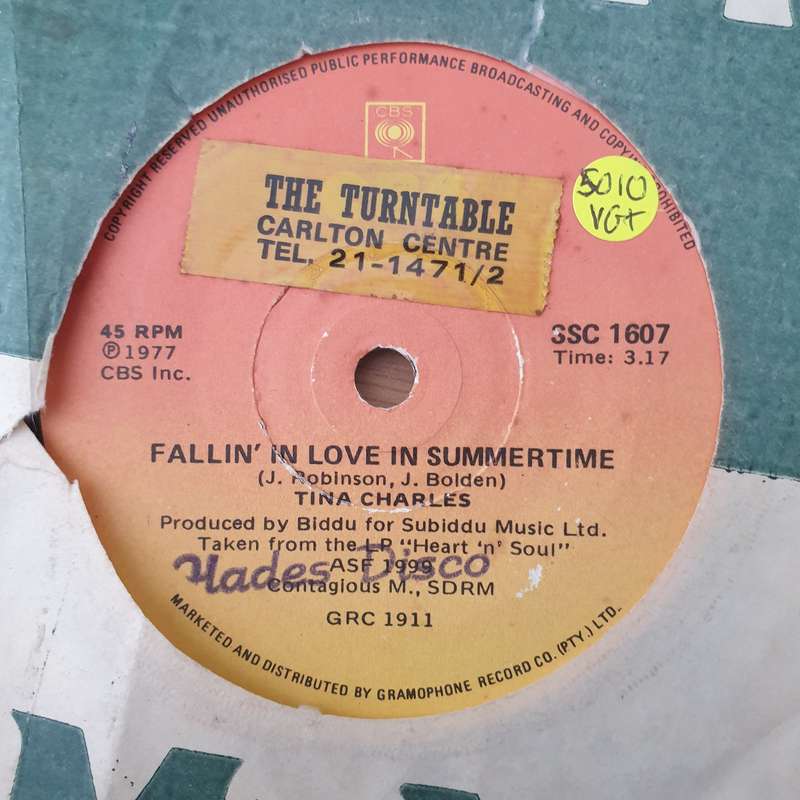 COPYRIGHT RESERVED UNAUTHORISED PUBLIC PERFORMANCE BROADCASTING AND COPYING PROHIBITED
CBS
THE TURNTABLE
CARLTON CENTRE
TEL. 21-1471/2
5010
VG+
45 RPM
℗1977
CBS Inc.
SSC 1607
Time: 3.17
FALLIN' IN LOVE IN SUMMERTIME
(J. Robinson, J. Bolden)
TINA CHARLES
Produced by Biddu for Subiddu Music Ltd.
Taken from the LP "Heart 'n' Soul"
ASF 1999
Hades Disco
Contagious M., SDRM
GRC 1911
MARKETED AND DISTRIBUTED BY GRAMOPHONE RECORD CO. (PTY.) LTD.